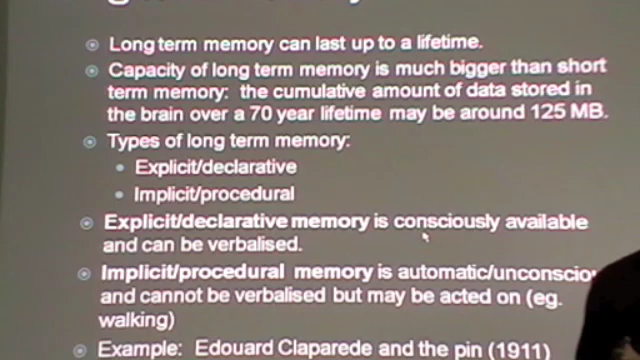 Long term memory can last up to a lifetime.
Capacity of long term memory is much bigger than short
term memory: the cumulative amount of data stored in
the brain over a 70 year lifetime may be around 125 MB.
Types of long term memory:
Explicit/declarative
Implicit/procedural
Explicit/declarative memory is consciously available
and can be verbalised.
Implicit/procedural memory is automatic/unconsciou
and cannot be verbalised but may be acted on (eg.
walking)
Example: Edouard Claparede and the pin (1911)